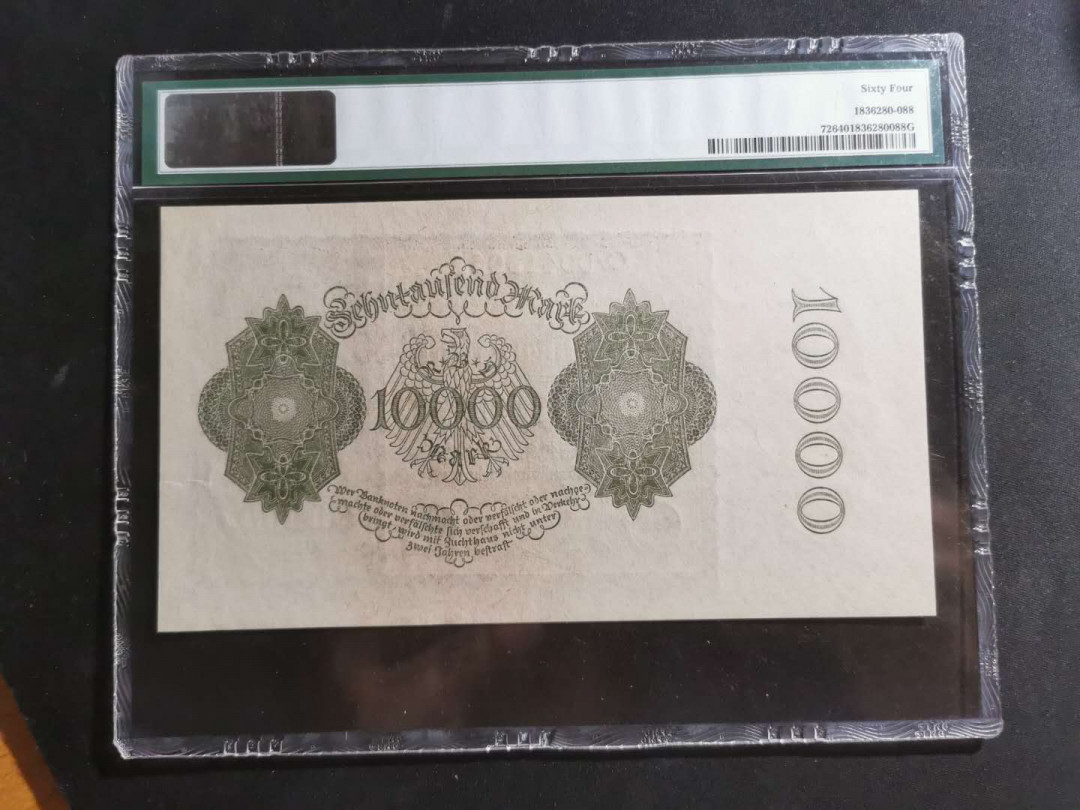 Sixty Four
1836280-088
726401836280088G
Zehntausend Mark
R D
10000
Mark
Wer Banknoten nachmacht oder verfälscht oder nachge-
machte oder verfälschte sich verschafft und in Verkehr
bringt, wird mit Zuchthaus nicht unter
zwei Jahren bestraft
10000